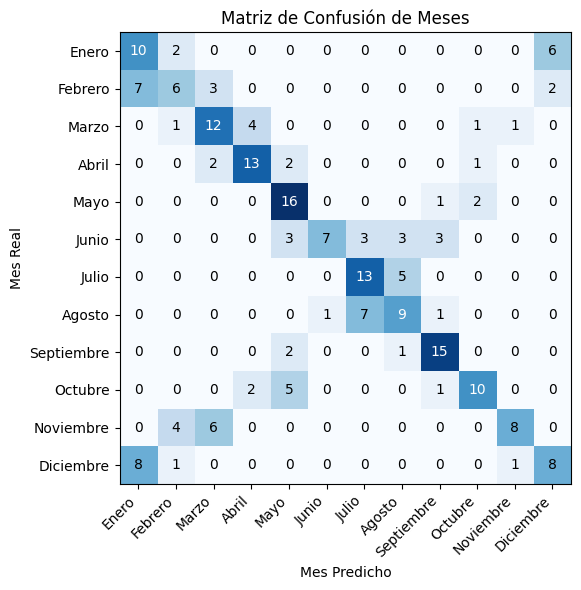 Matriz de Confusión de Meses
Mes Real
Enero 10 2 0 0 0 0 0 0 0 0 0 6
Febrero 7 6 3 0 0 0 0 0 0 0 0 2
Marzo 0 1 12 4 0 0 0 0 0 1 1 0
Abril 0 0 2 13 2 0 0 0 0 1 0 0
Mayo 0 0 0 0 16 0 0 0 1 2 0 0
Junio 0 0 0 0 3 7 3 3 3 0 0 0
Julio 0 0 0 0 0 0 13 5 0 0 0 0
Agosto 0 0 0 0 0 1 7 9 1 0 0 0
Septiembre 0 0 0 0 2 0 0 1 15 0 0 0
Octubre 0 0 0 2 5 0 0 0 1 10 0 0
Noviembre 0 4 6 0 0 0 0 0 0 0 8 0
Diciembre 8 1 0 0 0 0 0 0 0 0 1 8
Enero Febrero Marzo Abril Mayo Junio Julio Agosto Septiembre Octubre Noviembre Diciembre
Mes Predicho